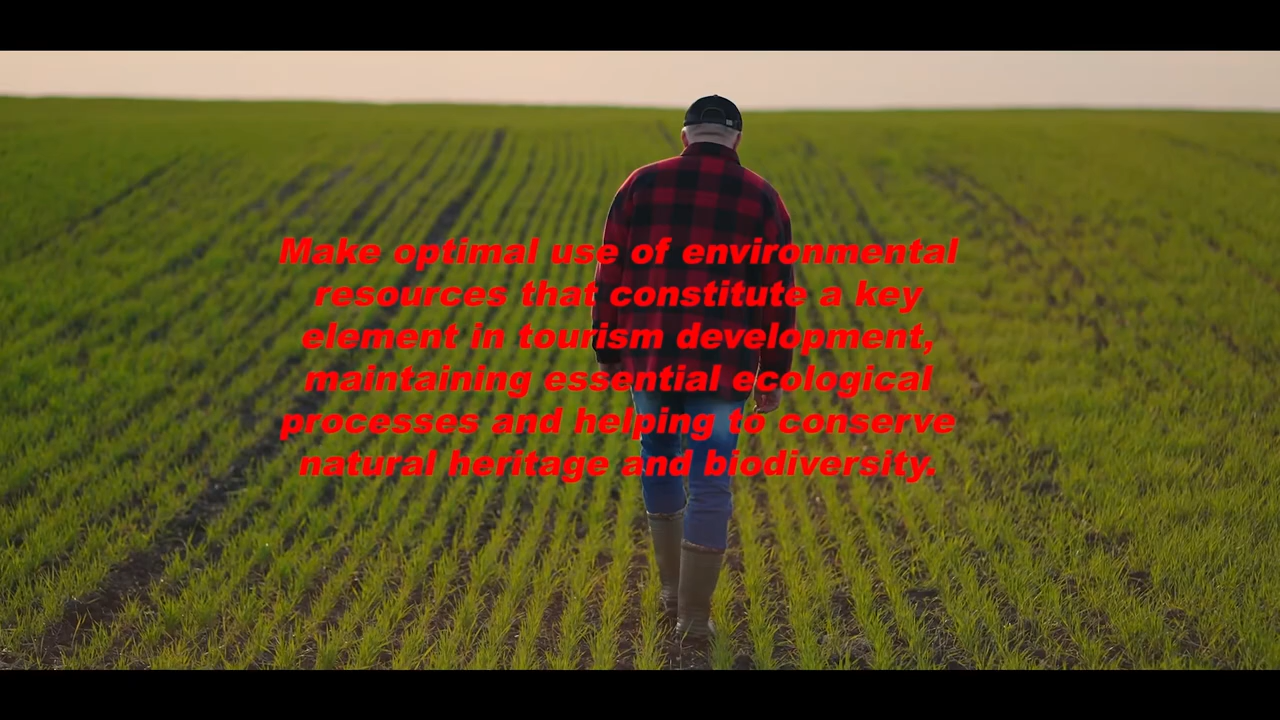 Make optimal use of environmental
resources that constitute a key
element in tourism development,
maintaining essential ecological
processes and helping to conserve
natural heritage and biodiversity.